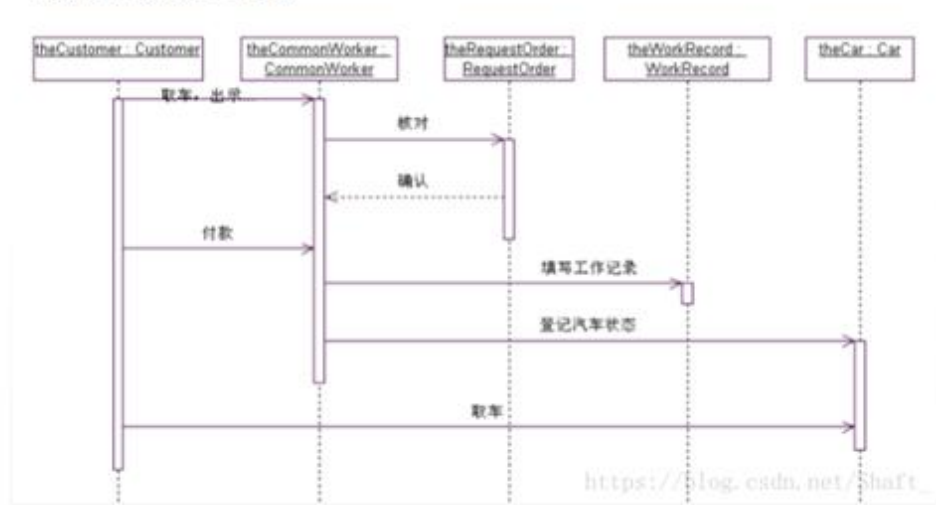 theCustomer : Customer
theCommonWorker :
CommonWorker
theRequestOrder :
RequestOrder
theWorkRecord :
WorkRecord
theCar : Car
取车，出示...
核对
确认
付款
填写工作记录
登记汽车状态
取车
https://blog.csdn.net/Shaft_